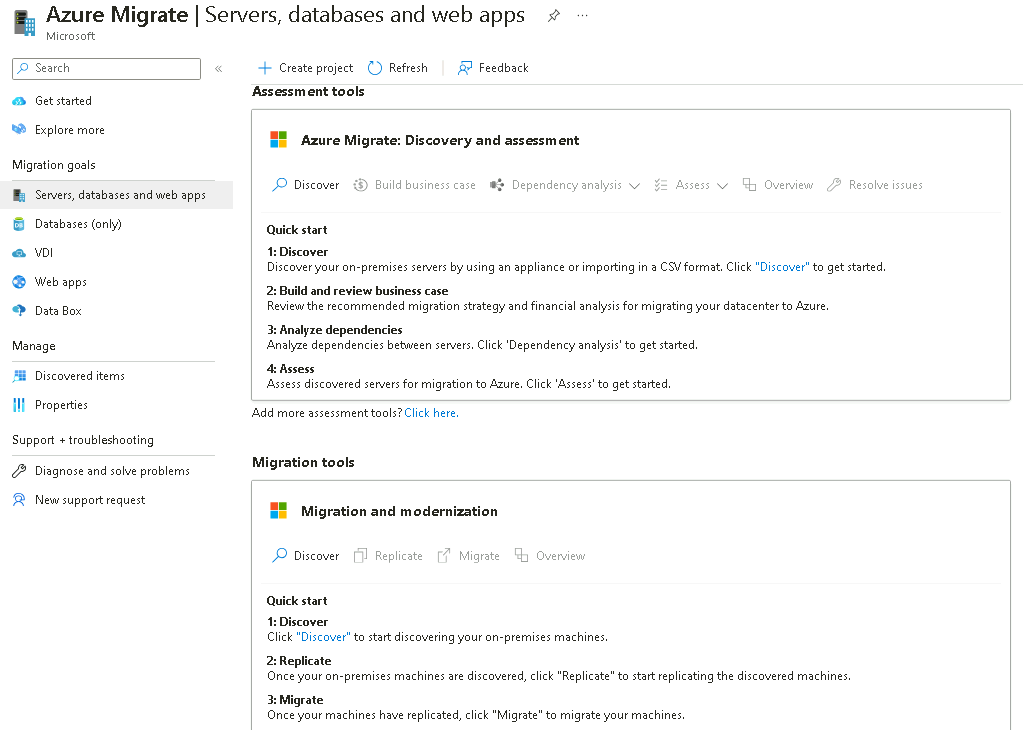 Azure Migrate | Servers, databases and web apps
Microsoft
Search
Get started
Explore more
Migration goals
Servers, databases and web apps
Databases (only)
VDI
Web apps
Data Box
Manage
Discovered items
Properties
Support + troubleshooting
Diagnose and solve problems
New support request
Create project Refresh Feedback
Assessment tools
Azure Migrate: Discovery and assessment
Discover Build business case Dependency analysis Assess Overview Resolve issues
Quick start
1: Discover
Discover your on-premises servers by using an appliance or importing in a CSV format. Click "Discover" to get started.
2: Build and review business case
Review the recommended migration strategy and financial analysis for migrating your datacenter to Azure.
3: Analyze dependencies
Analyze dependencies between servers. Click 'Dependency analysis' to get started.
4: Assess
Assess discovered servers for migration to Azure. Click 'Assess' to get started.
Add more assessment tools? Click here.
Migration tools
Migration and modernization
Discover Replicate Migrate Overview
Quick start
1: Discover
Click "Discover" to start discovering your on-premises machines.
2: Replicate
Once your on-premises machines are discovered, click "Replicate" to start replicating the discovered machines.
3: Migrate
Once your machines have replicated, click "Migrate" to migrate your machines.